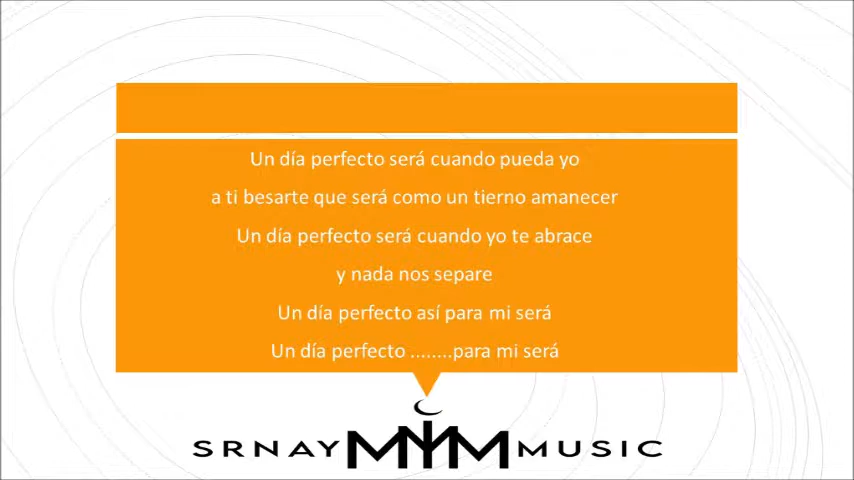 Un día perfecto será cuando pueda yo
a ti besarte que será como un tierno amanecer
Un día perfecto será cuando yo te abrace
y nada nos separe
Un día perfecto así para mi será
Un día perfecto ........para mi será
SRNAY MYM MUSIC